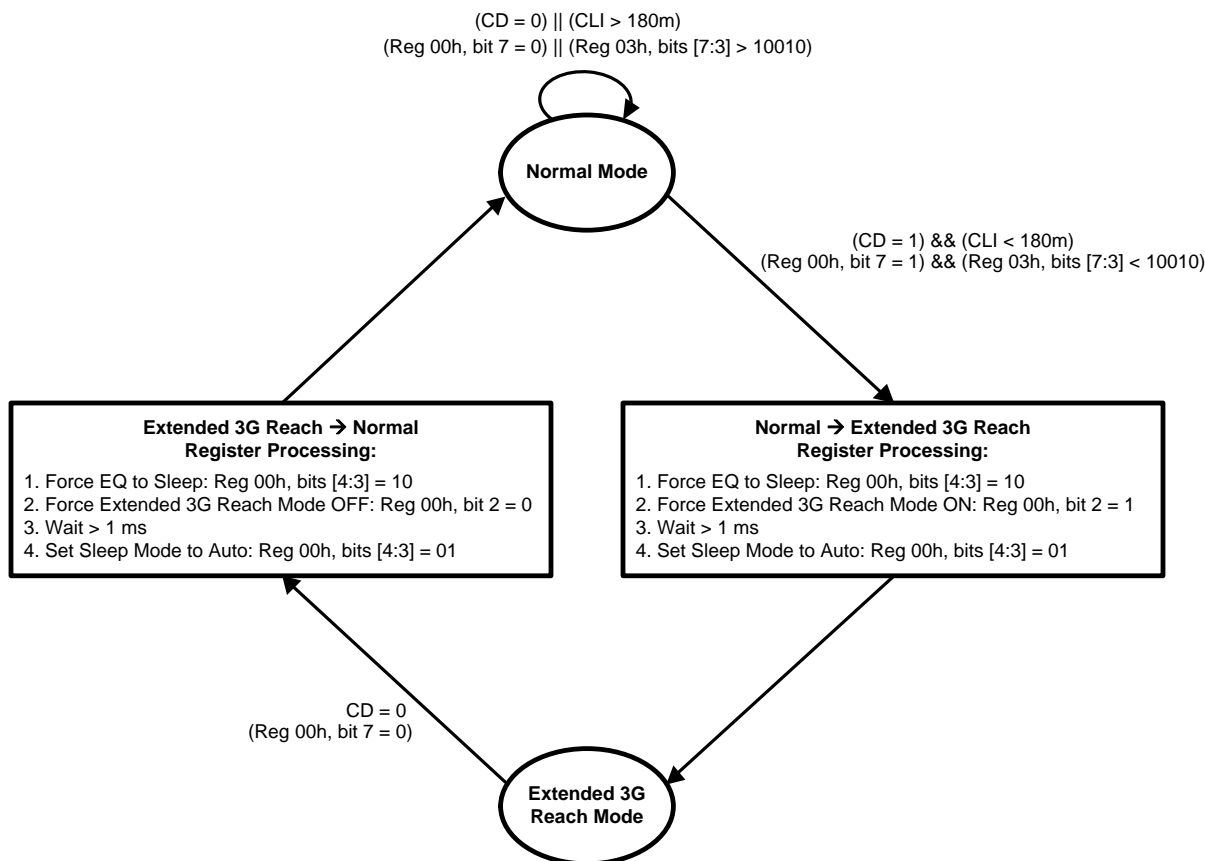 (CD = 0) || (CLI > 180m)
(Reg 00h, bit 7 = 0) || (Reg 03h, bits [7:3] > 10010)
Normal Mode
(CD = 1) && (CLI < 180m)
(Reg 00h, bit 7 = 1) && (Reg 03h, bits [7:3] < 10010)
Extended 3G Reach → Normal
Register Processing:
1. Force EQ to Sleep: Reg 00h, bits [4:3] = 10
2. Force Extended 3G Reach Mode OFF: Reg 00h, bit 2 = 0
3. Wait > 1 ms
4. Set Sleep Mode to Auto: Reg 00h, bits [4:3] = 01
Normal → Extended 3G Reach
Register Processing:
1. Force EQ to Sleep: Reg 00h, bits [4:3] = 10
2. Force Extended 3G Reach Mode ON: Reg 00h, bit 2 = 1
3. Wait > 1 ms
4. Set Sleep Mode to Auto: Reg 00h, bits [4:3] = 01
CD = 0
(Reg 00h, bit 7 = 0)
Extended 3G
Reach Mode